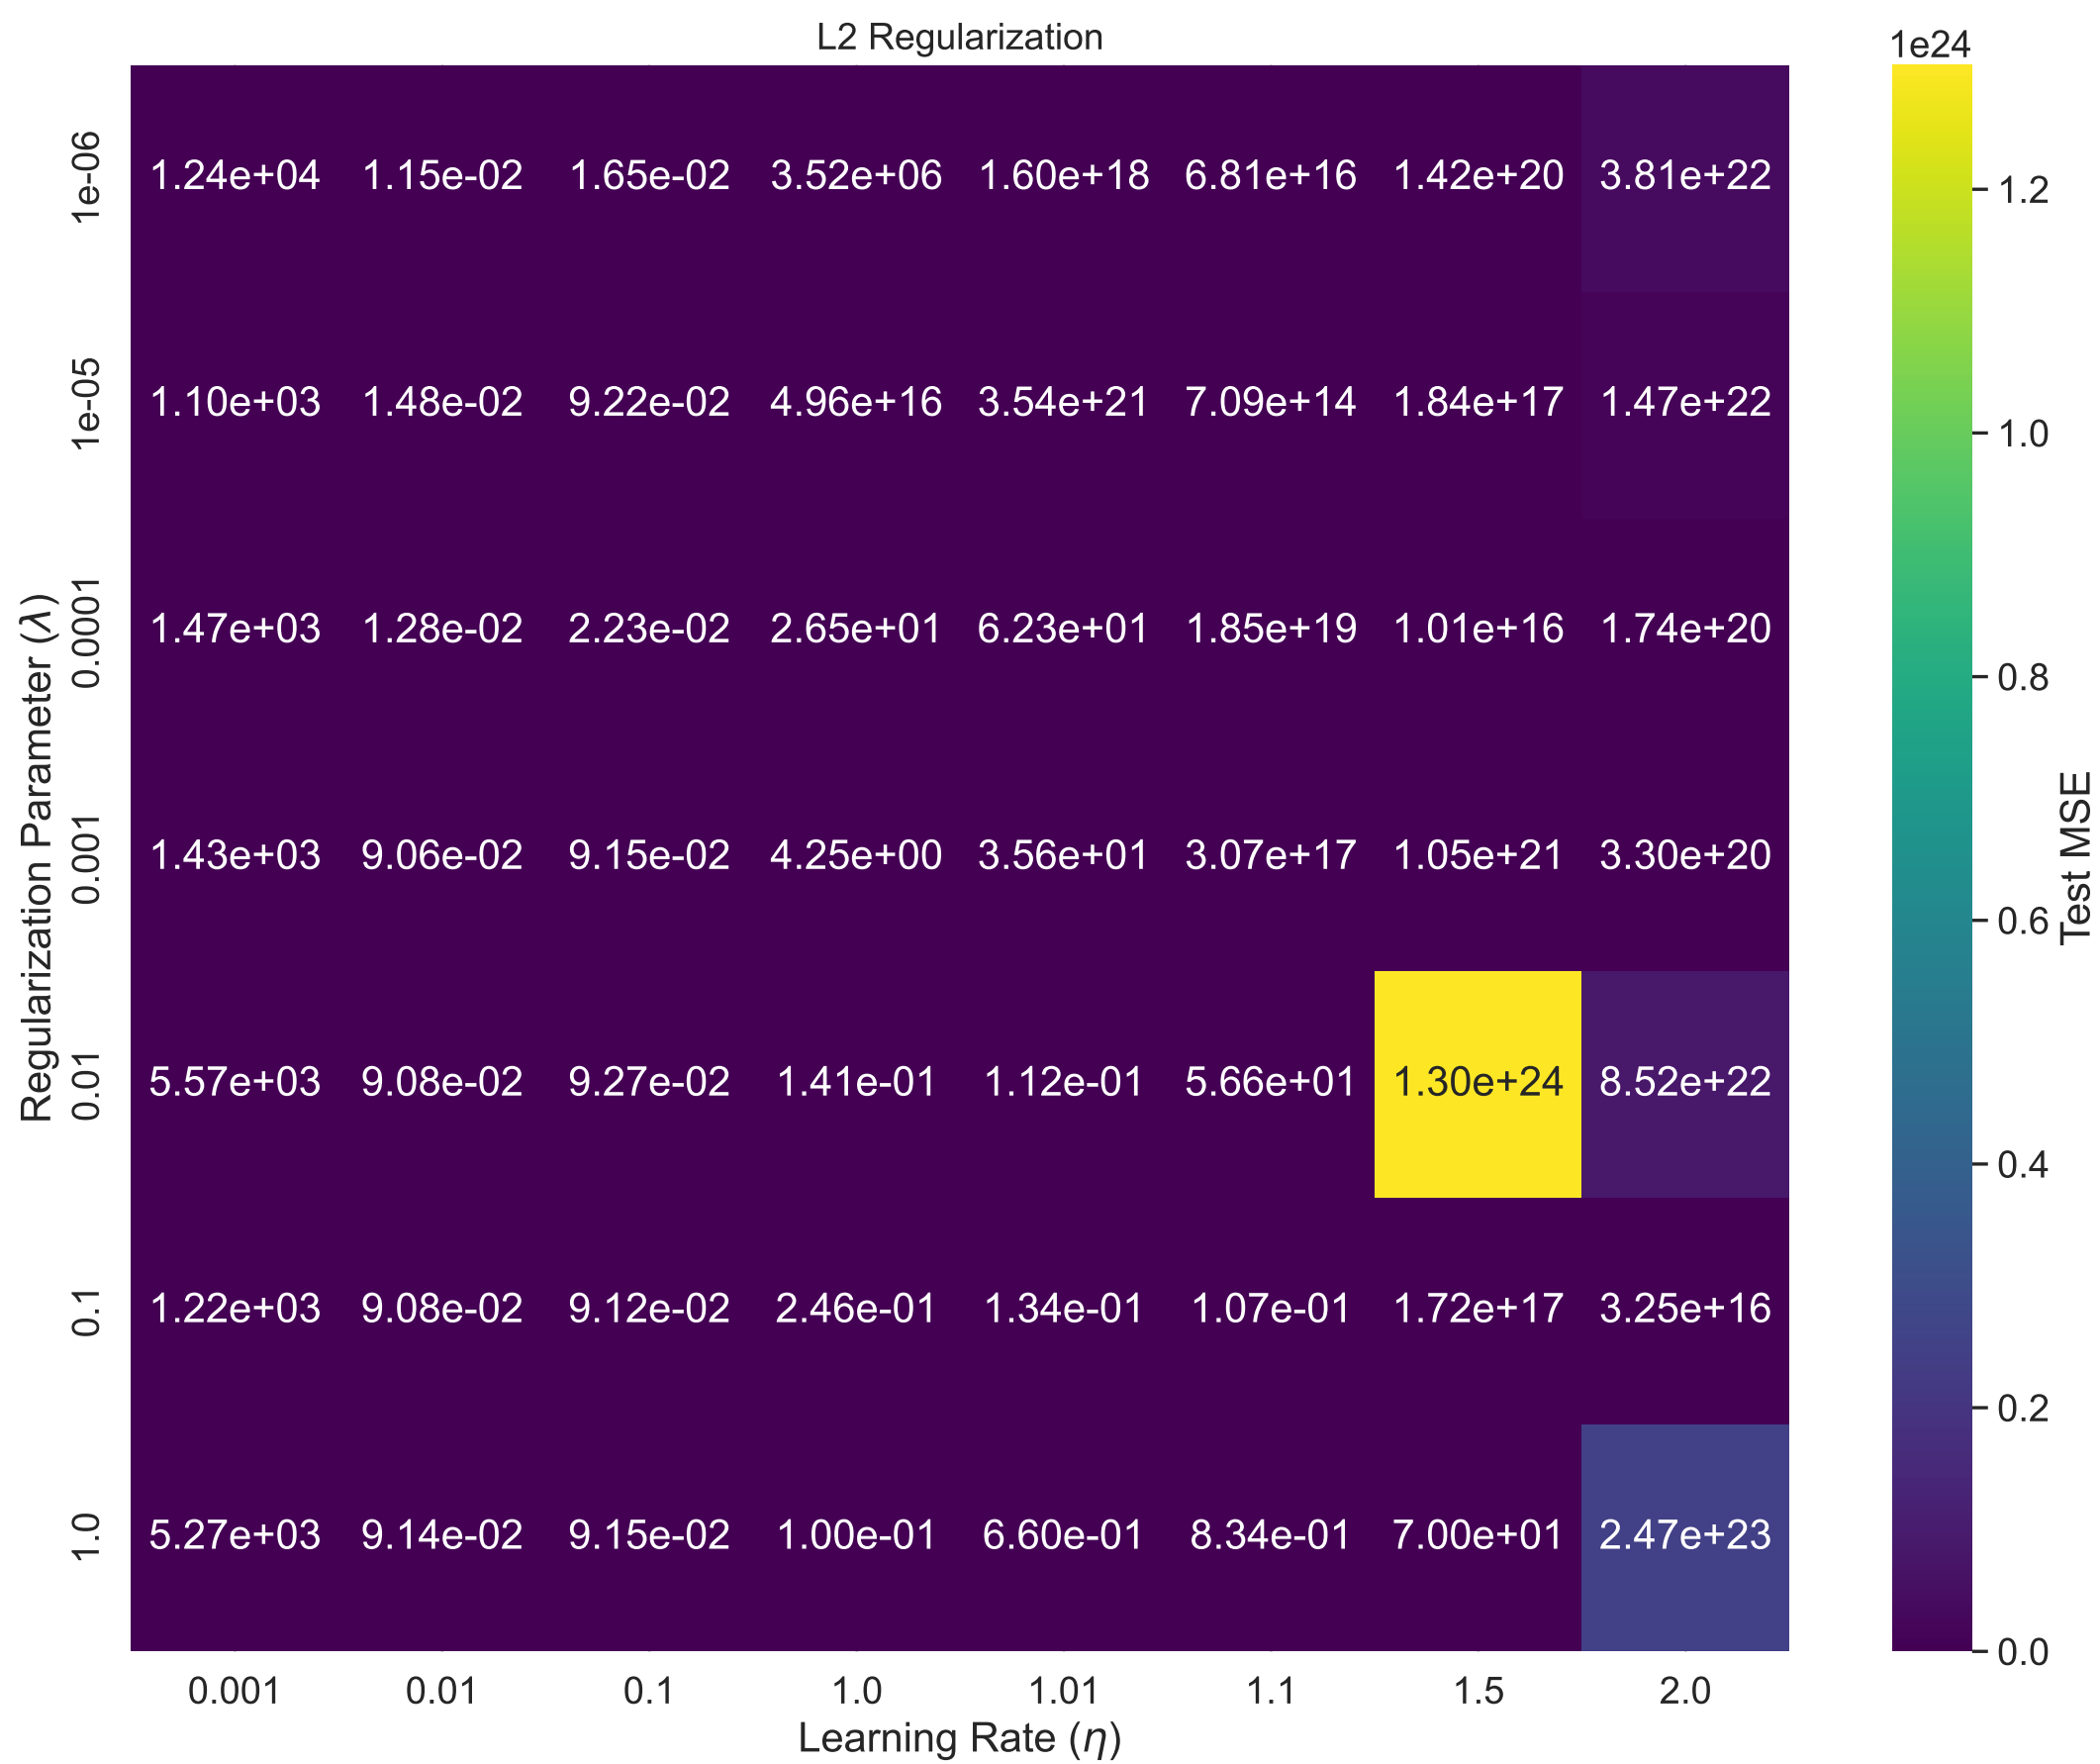 L2 Regularization
1e24
1e-06 1.24e+04 1.15e-02 1.65e-02 3.52e+06 1.60e+18 6.81e+16 1.42e+20 3.81e+22
1e-05 1.10e+03 1.48e-02 9.22e-02 4.96e+16 3.54e+21 7.09e+14 1.84e+17 1.47e+22
0.0001 1.47e+03 1.28e-02 2.23e-02 2.65e+01 6.23e+01 1.85e+19 1.01e+16 1.74e+20
0.001 1.43e+03 9.06e-02 9.15e-02 4.25e+00 3.56e+01 3.07e+17 1.05e+21 3.30e+20
0.01 5.57e+03 9.08e-02 9.27e-02 1.41e-01 1.12e-01 5.66e+01 1.30e+24 8.52e+22
0.1 1.22e+03 9.08e-02 9.12e-02 2.46e-01 1.34e-01 1.07e-01 1.72e+17 3.25e+16
1.0 5.27e+03 9.14e-02 9.15e-02 1.00e-01 6.60e-01 8.34e-01 7.00e+01 2.47e+23
0.001 0.01 0.1 1.0 1.01 1.1 1.5 2.0
Learning Rate (η)
Regularization Parameter (λ)
1.2
1.0
0.8
0.6
0.4
0.2
0.0
Test MSE